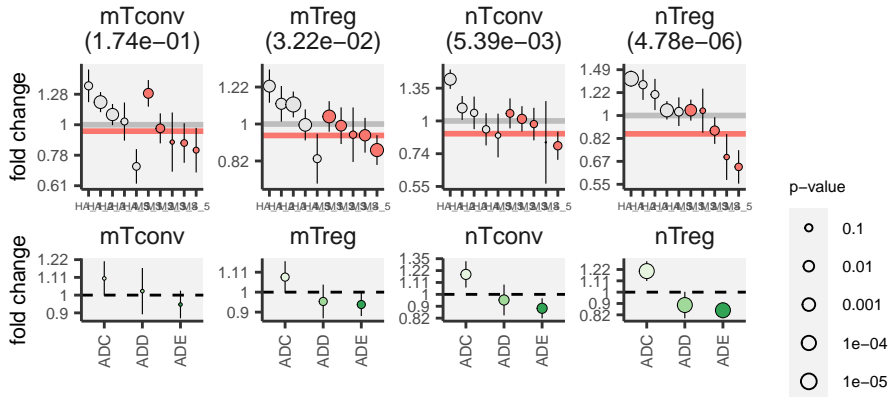 mTconv
(1.74e−01)
mTreg
(3.22e−02)
nTconv
(5.39e−03)
nTreg
(4.78e−06)
fold change
1.28
1
0.78
0.61
1.22
1
0.82
1.35
1
0.74
0.55
1.49
1.22
1
0.82
0.67
0.55
mTconv
mTreg
nTconv
nTreg
fold change
1.22
1.11
1
0.9
1.11
1
0.9
1.35
1.22
1.11
1
0.9
0.82
1.22
1.11
1
0.9
0.82
ADC
ADD
ADE
ADC
ADD
ADE
ADC
ADD
ADE
ADC
ADD
ADE
p−value
0.1
0.01
0.001
1e−04
1e−05